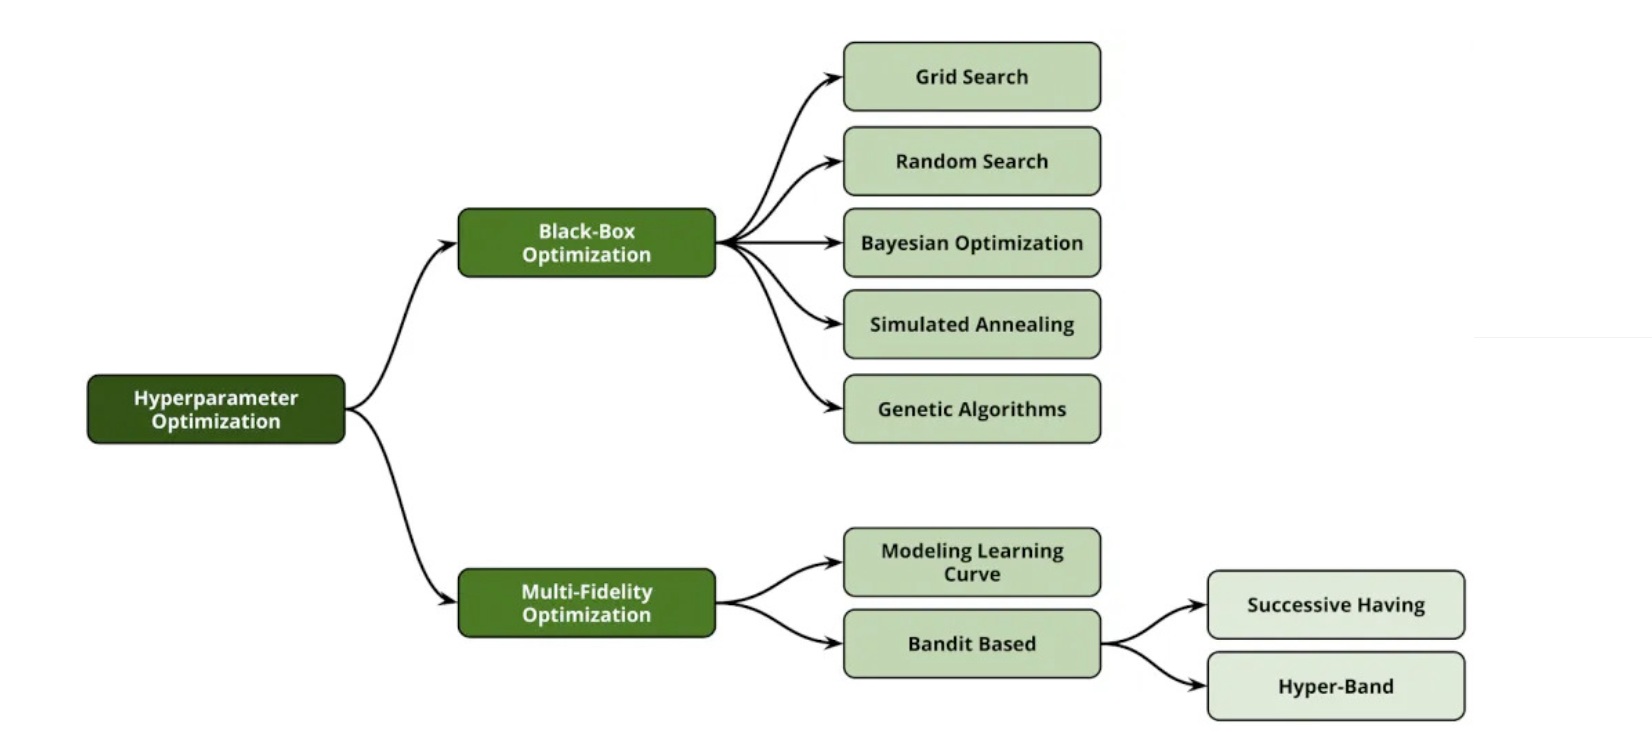 Grid Search
Random Search
Black-Box
Optimization
Bayesian Optimization
Simulated Annealing
Hyperparameter
Optimization
Genetic Algorithms
Modeling Learning
Curve
Multi-Fidelity
Optimization
Successive Having
Bandit Based
Hyper-Band